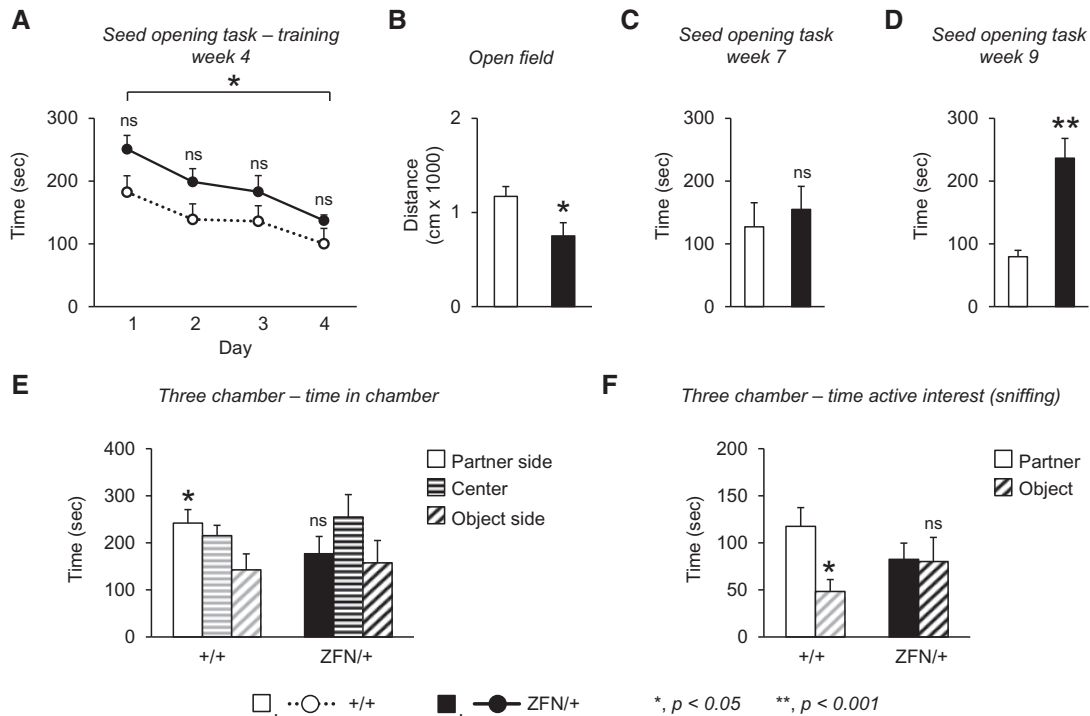 A
Seed opening task – training
week 4
*
300
200
100
0
Time (sec)
ns
ns
ns
ns
1 2 3 4
Day
B
Open field
2
1
0
Distance
(cm x 1000)
*
C
Seed opening task
week 7
300
200
100
0
Time (sec)
ns
D
Seed opening task
week 9
300
200
100
0
Time (sec)
**
E
Three chamber – time in chamber
400
300
200
100
0
Time (sec)
*
ns
+/+ ZFN/+
Partner side
Center
Object side
F
Three chamber – time active interest (sniffing)
200
150
100
50
0
Time (sec)
*
ns
+/+ ZFN/+
Partner
Object
, +/+ , ZFN/+ *, p < 0.05 **, p < 0.001